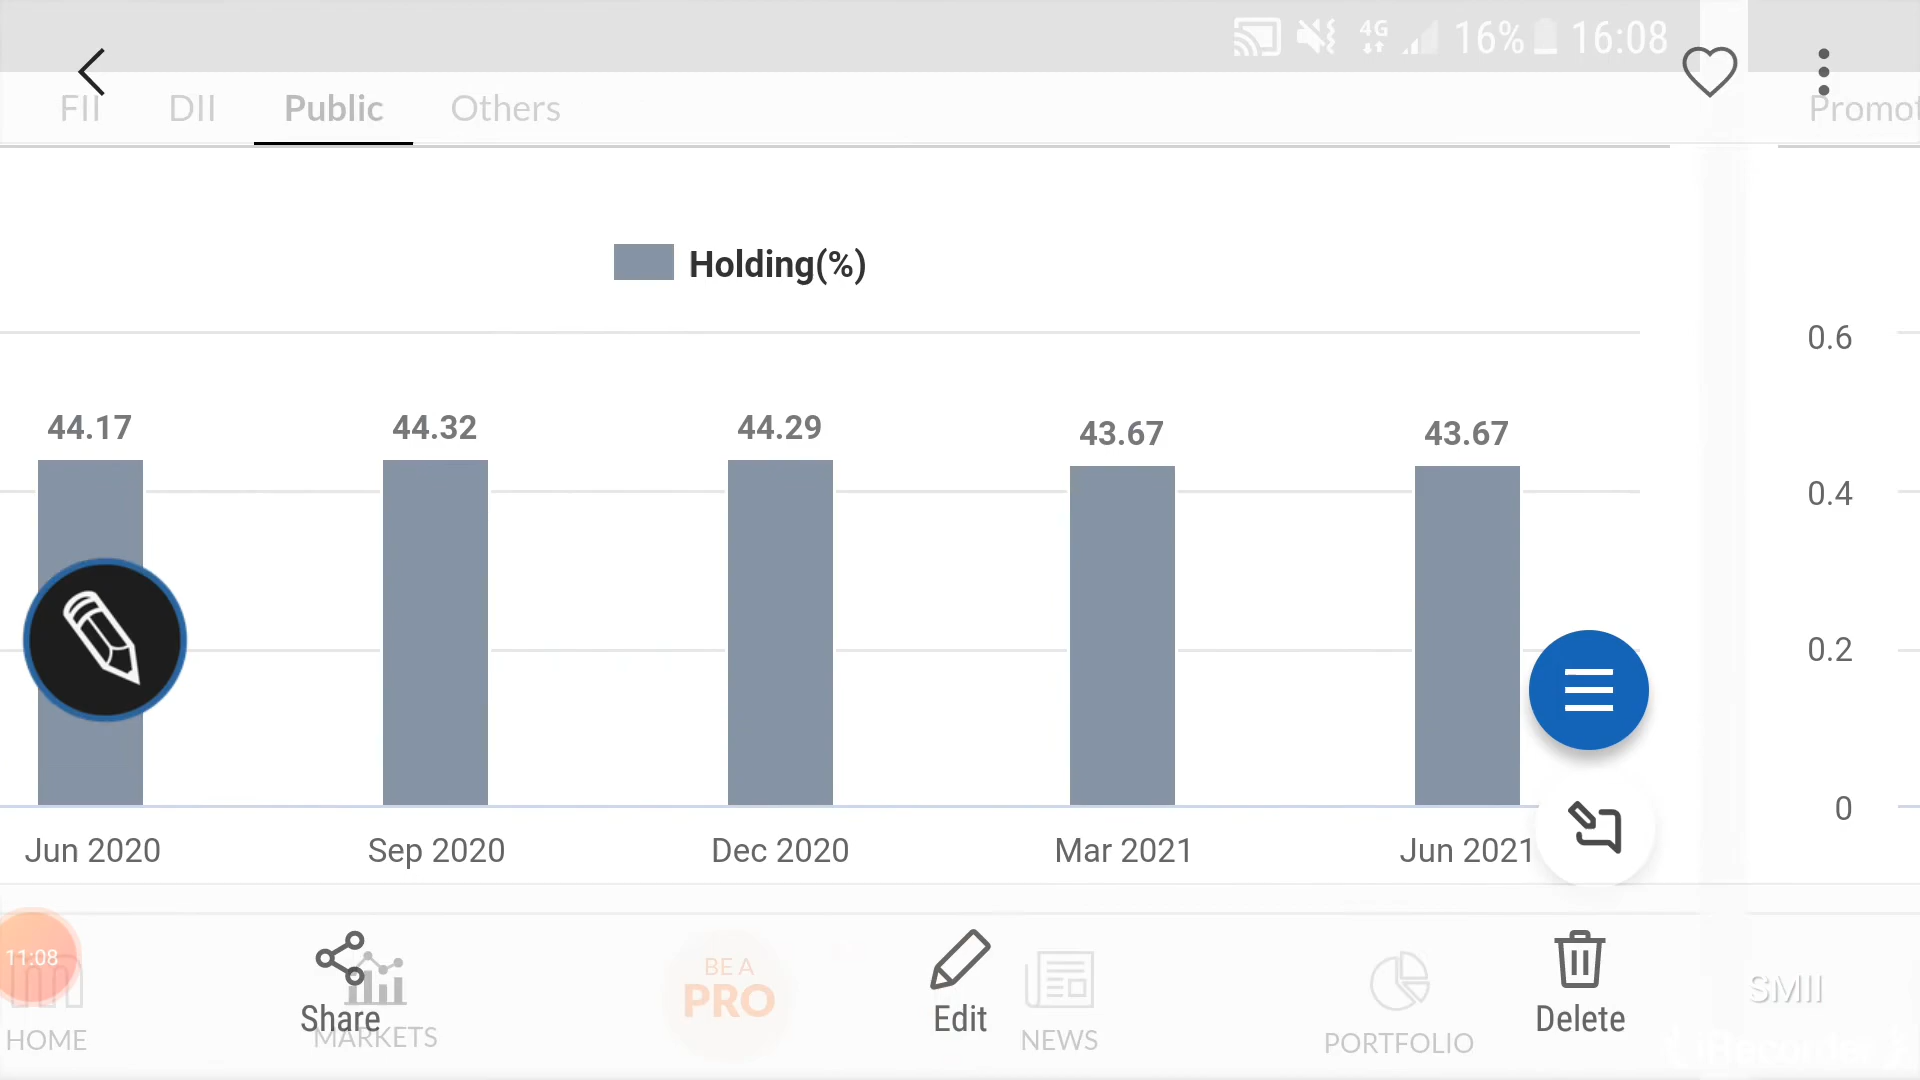 4G 16% 16:08
FII DII Public Others Promot
Holding(%)
0.6
44.17 44.32 44.29 43.67 43.67
0.4
0.2
0
Jun 2020 Sep 2020 Dec 2020 Mar 2021 Jun 2021
11:08
BE A
PRO
SMII
Share Edit Delete
HOME MARKETS NEWS PORTFOLIO